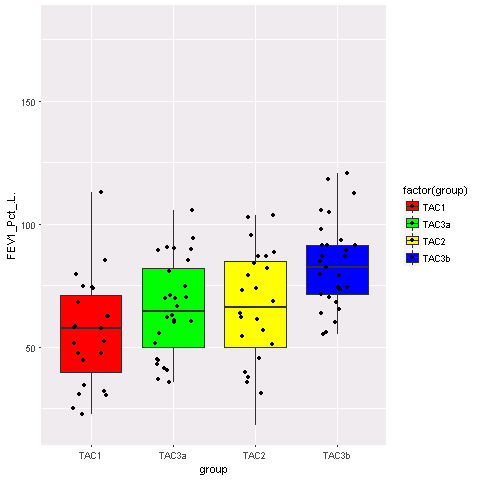 FEV1_Pct_L.
150
100
50
TAC1 TAC3a TAC2 TAC3b
group
factor(group)
TAC1
TAC3a
TAC2
TAC3b